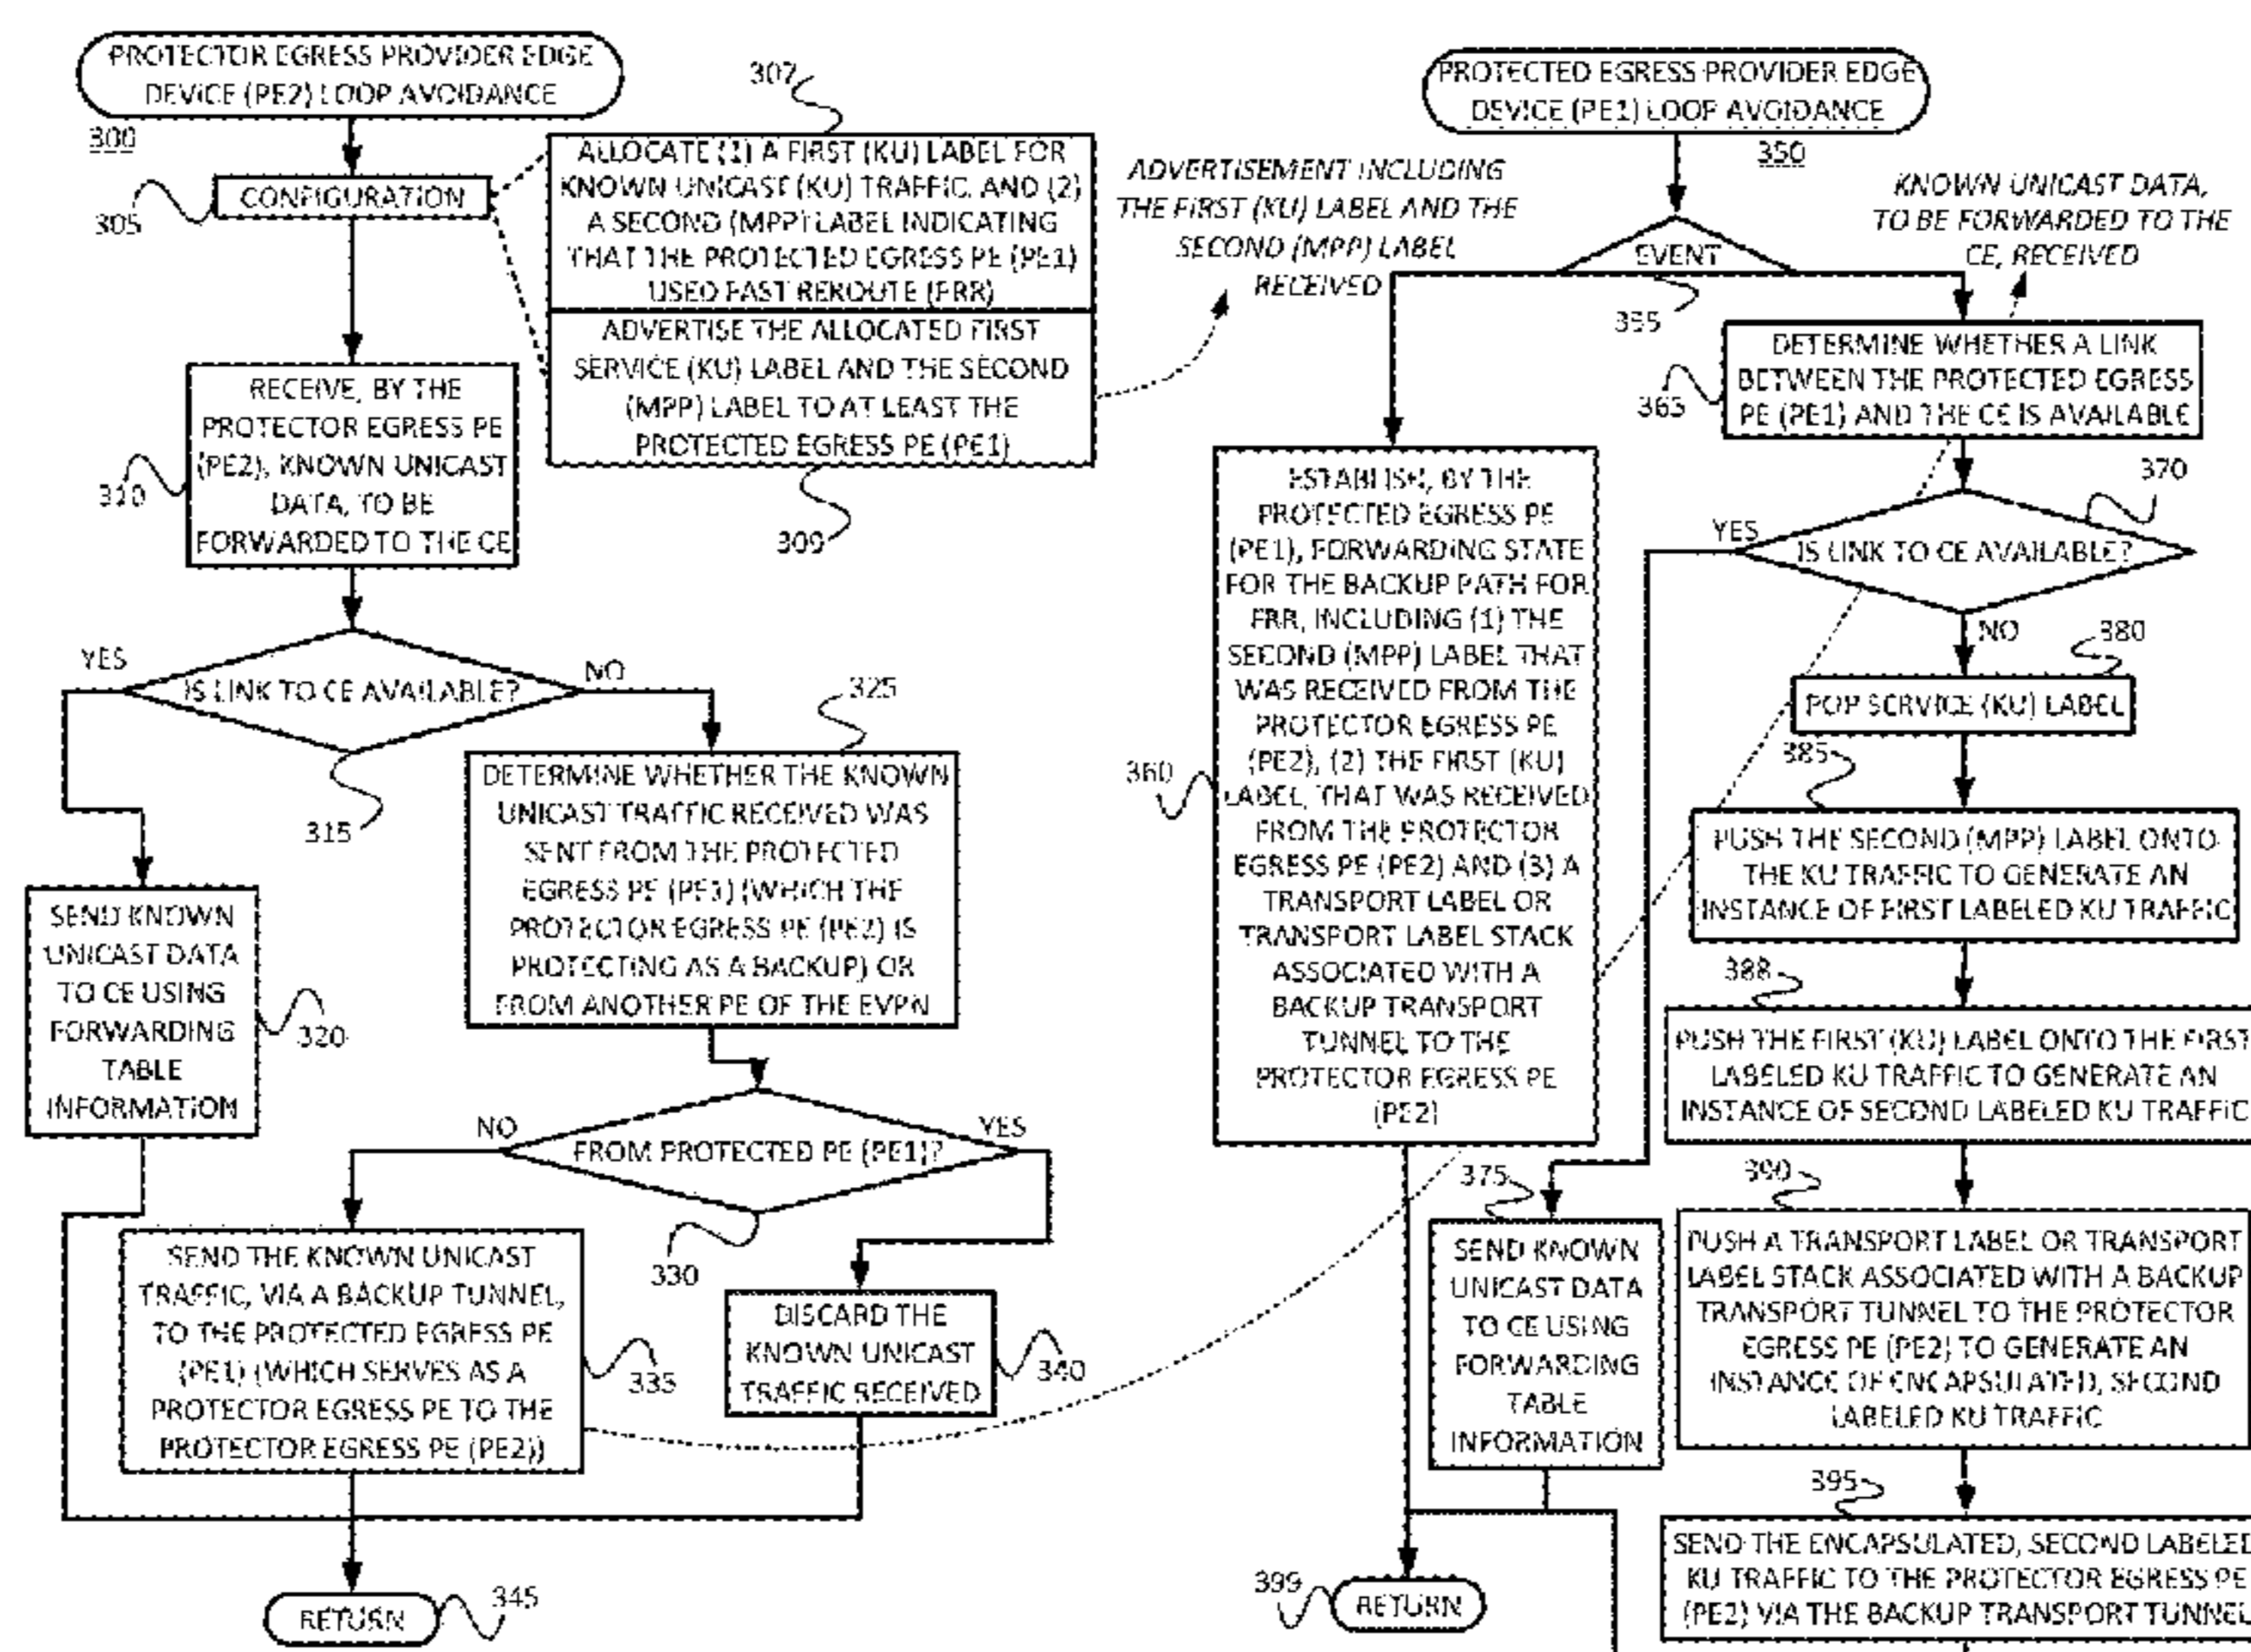 PROTECTOR EGRESS PROVIDER EDGE
DEVICE (PE2) LOOP AVOIDANCE
300
CONFIGURATION
305
307
ALLOCATE (1) A FIRST (KU) LABEL FOR
KNOWN UNICAST (KU) TRAFFIC, AND (2)
A SECOND (MPP) LABEL INDICATING
THAT THE PROTECTED EGRESS PE (PE1)
USED FAST REROUTE (FRR)
ADVERTISE THE ALLOCATED FIRST
SERVICE (KU) LABEL AND THE SECOND
(MPP) LABEL TO AT LEAST THE
PROTECTED EGRESS PE (PE1)
309
RECEIVE, BY THE
PROTECTOR EGRESS PE
(PE2), KNOWN UNICAST
DATA, TO BE
FORWARDED TO THE CE
310
YES
IS LINK TO CE AVAILABLE?
NO
315
SEND KNOWN
UNICAST DATA
TO CE USING
FORWARDING
TABLE
INFORMATION
320
325
DETERMINE WHETHER THE KNOWN
UNICAST TRAFFIC RECEIVED WAS
SENT FROM THE PROTECTED
EGRESS PE (PE1) (WHICH THE
PROTECTOR EGRESS PE (PE2) IS
PROTECTING AS A BACKUP) OR
FROM ANOTHER PE OF THE EVPN
NO
FROM PROTECTED PE (PE1)?
YES
330
SEND THE KNOWN UNICAST
TRAFFIC, VIA A BACKUP TUNNEL,
TO THE PROTECTED EGRESS PE
(PE1) (WHICH SERVES AS A
PROTECTOR EGRESS PE TO THE
PROTECTOR EGRESS PE (PE2))
335
DISCARD THE
KNOWN UNICAST
TRAFFIC RECEIVED
340
RETURN
345
PROTECTED EGRESS PROVIDER EDGE
DEVICE (PE1) LOOP AVOIDANCE
350
ADVERTISEMENT INCLUDING
THE FIRST (KU) LABEL AND THE
SECOND (MPP) LABEL
RECEIVED
EVENT
355
KNOWN UNICAST DATA,
TO BE FORWARDED TO THE
CE, RECEIVED
ESTABLISH, BY THE
PROTECTED EGRESS PE
(PE1), FORWARDING STATE
FOR THE BACKUP PATH FOR
FRR, INCLUDING (1) THE
SECOND (MPP) LABEL THAT
WAS RECEIVED FROM THE
PROTECTOR EGRESS PE
(PE2), (2) THE FIRST (KU)
LABEL, THAT WAS RECEIVED
FROM THE PROTECTOR
EGRESS PE (PE2) AND (3) A
TRANSPORT LABEL OR
TRANSPORT LABEL STACK
ASSOCIATED WITH A
BACKUP TRANSPORT
TUNNEL TO THE
PROTECTOR EGRESS PE
(PE2)
360
DETERMINE WHETHER A LINK
BETWEEN THE PROTECTED EGRESS
PE (PE1) AND THE CE IS AVAILABLE
365
370
YES
IS LINK TO CE AVAILABLE?
NO
375
SEND KNOWN
UNICAST DATA
TO CE USING
FORWARDING
TABLE
INFORMATION
380
POP SERVICE (KU) LABEL
385
PUSH THE SECOND (MPP) LABEL ONTO
THE KU TRAFFIC TO GENERATE AN
INSTANCE OF FIRST LABELED KU TRAFFIC
388
PUSH THE FIRST (KU) LABEL ONTO THE FIRST
LABELED KU TRAFFIC TO GENERATE AN
INSTANCE OF SECOND LABELED KU TRAFFIC
390
PUSH A TRANSPORT LABEL OR TRANSPORT
LABEL STACK ASSOCIATED WITH A BACKUP
TRANSPORT TUNNEL TO THE PROTECTOR
EGRESS PE (PE2) TO GENERATE AN
INSTANCE OF ENCAPSULATED, SECOND
LABELED KU TRAFFIC
395
SEND THE ENCAPSULATED, SECOND LABELED
KU TRAFFIC TO THE PROTECTOR EGRESS PE
(PE2) VIA THE BACKUP TRANSPORT TUNNEL
399
RETURN